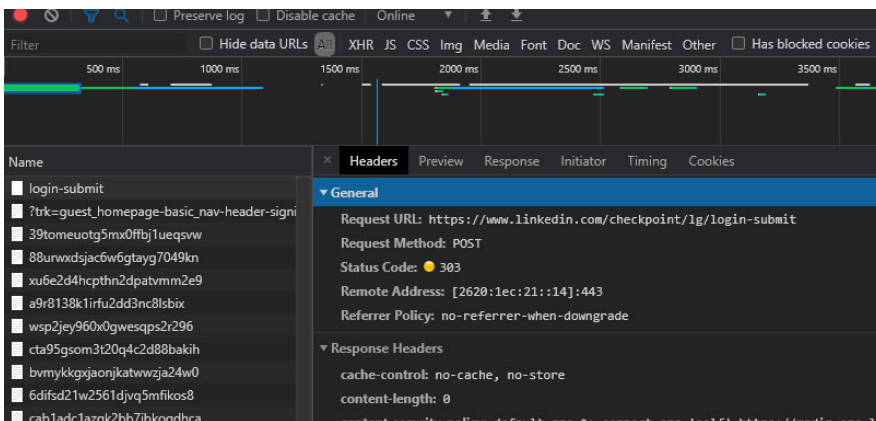 Preserve log Disable cache Online
Filter Hide data URLs All XHR JS CSS Img Media Font Doc WS Manifest Other Has blocked cookies
500 ms 1000 ms 1500 ms 2000 ms 2500 ms 3000 ms 3500 ms
Name
login-submit
?trk=guest_homepage-basic_nav-header-signi
39tomeuotg5mx0ffbj1ueqsvw
88urwxdsjac6w6gtayg7049kn
xu6e2d4hcpthn2dpatvmm2e9
a9r8138k1irfu2dd3nc8lsbix
wsp2jey960x0gwesqps2r296
cta95gsom3t20q4c2d88bakih
bvmykkgxjaonjkatwwzja24w0
6difsd21w2561djvq5mfikos8
cab1adc1azgk2bb7ibkogdhca
× Headers Preview Response Initiator Timing Cookies
General
Request URL: https://www.linkedin.com/checkpoint/lg/login-submit
Request Method: POST
Status Code: 303
Remote Address: [2620:1ec:21::14]:443
Referrer Policy: no-referrer-when-downgrade
Response Headers
cache-control: no-cache, no-store
content-length: 0